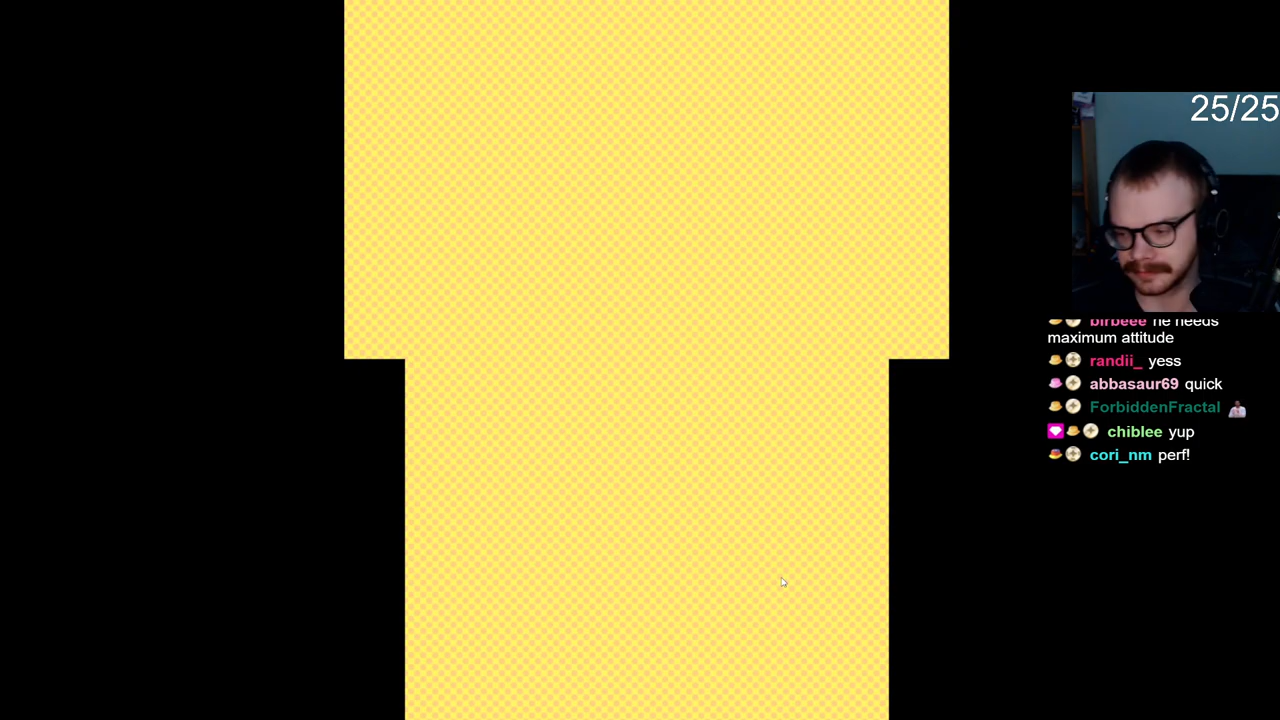 25/25
birbeee he needs
maximum attitude
randii_ yess
abbasaur69 quick
ForbiddenFractal
chiblee yup
cori_nm perf!